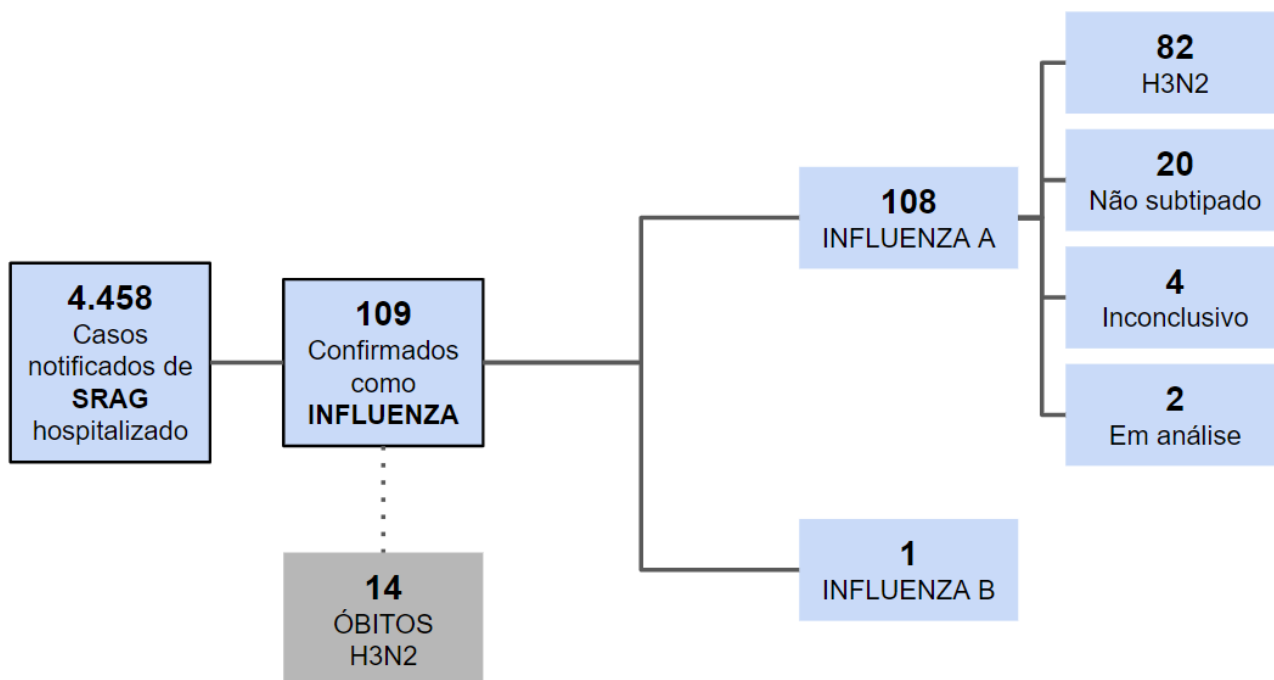 4.458
Casos
notificados de
SRAG
hospitalizado
109
Confirmados
como
INFLUENZA
14
ÓBITOS
H3N2
108
INFLUENZA A
1
INFLUENZA B
82
H3N2
20
Não subtipado
4
Inconclusivo
2
Em análise